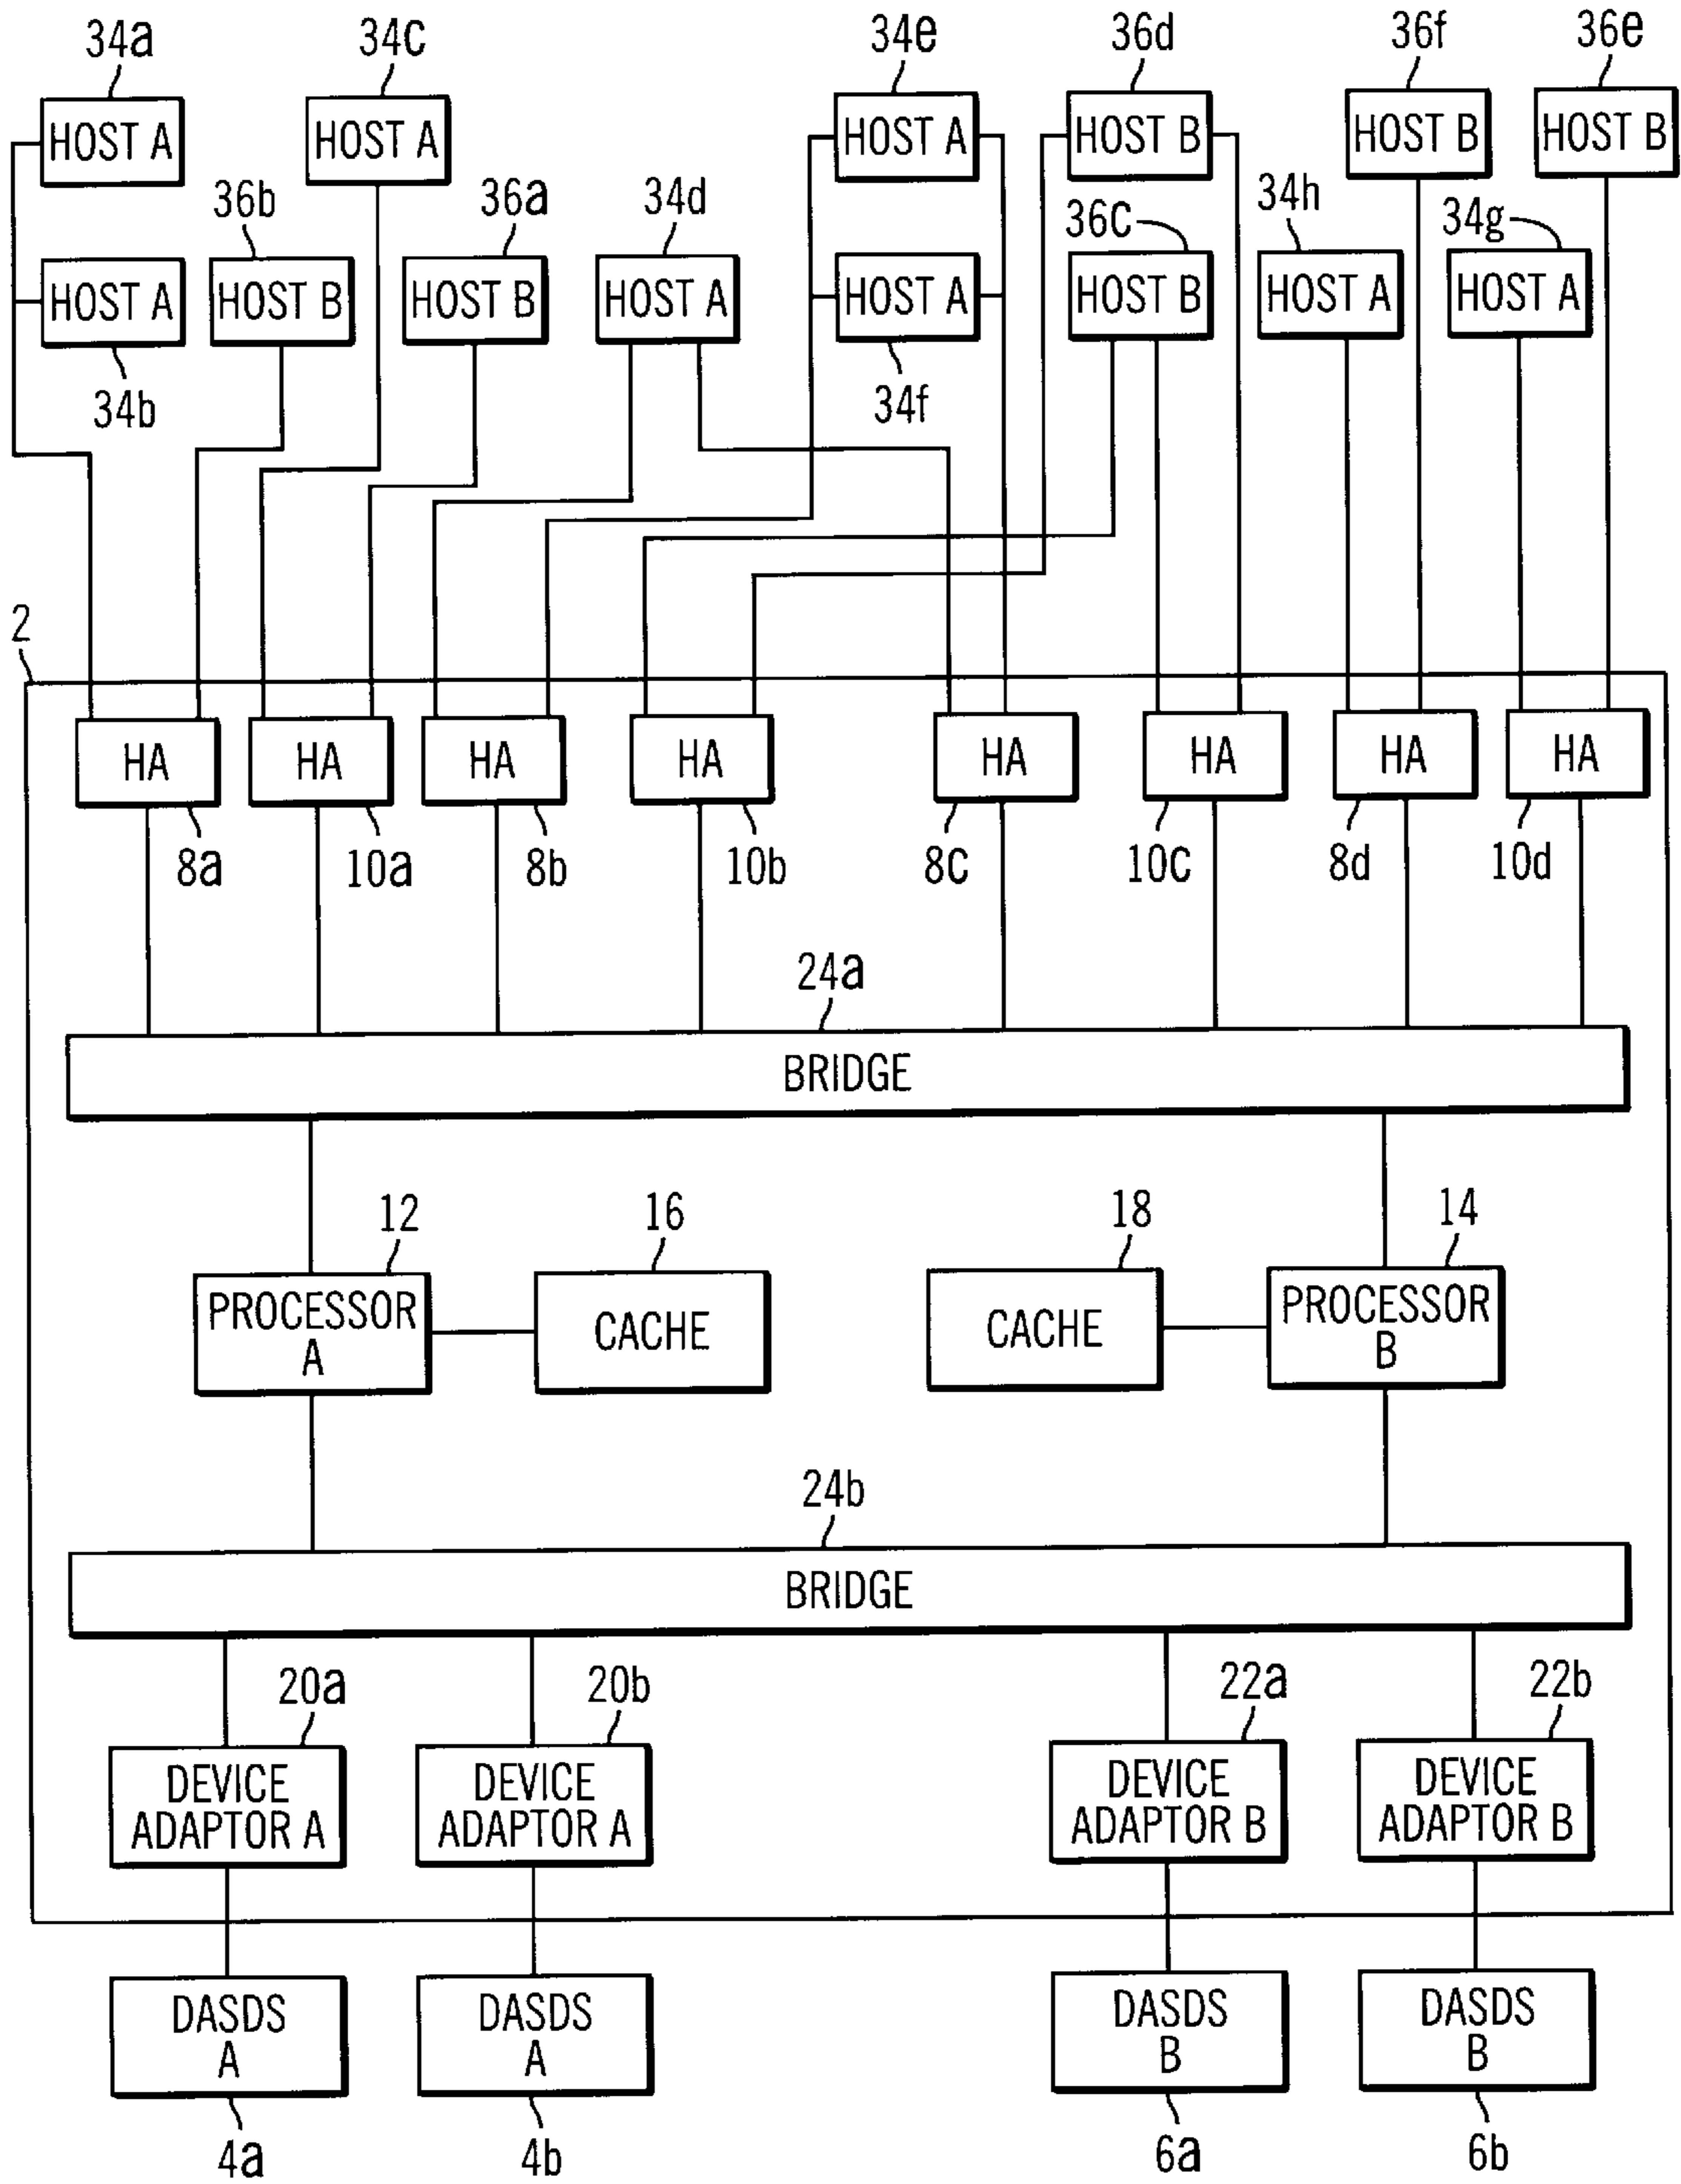 34a 34c 34e 36d 36f 36e
HOST A HOST A HOST A HOST B HOST B HOST B
36b 36a 34d 36c 34h 34g
HOST A HOST B HOST B HOST A HOST A HOST B HOST A HOST A
34b 34f
2
HA HA HA HA HA HA HA HA
8a 10a 8b 10b 8c 10c 8d 10d
24a
BRIDGE
12 16 18 14
PROCESSOR
A
CACHE
CACHE
PROCESSOR
B
24b
BRIDGE
20a 20b 22a 22b
DEVICE
ADAPTOR A
DEVICE
ADAPTOR A
DEVICE
ADAPTOR B
DEVICE
ADAPTOR B
DASDS
A
DASDS
A
DASDS
B
DASDS
B
4a 4b 6a 6b